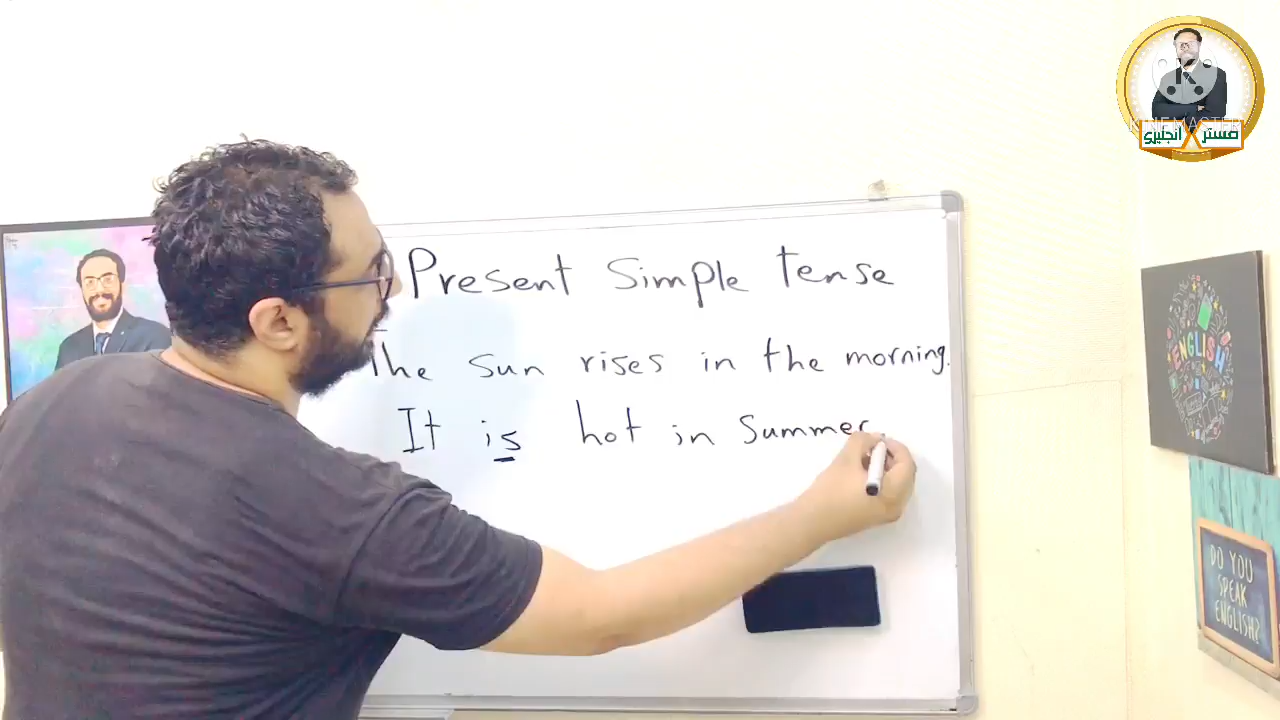 KINEMASTER
مستر X انجليزي
Present Simple tense
The sun rises in the morning.
It is hot in Summer.
ENGLISH
DO YOU
SPEAK
ENGLISH?